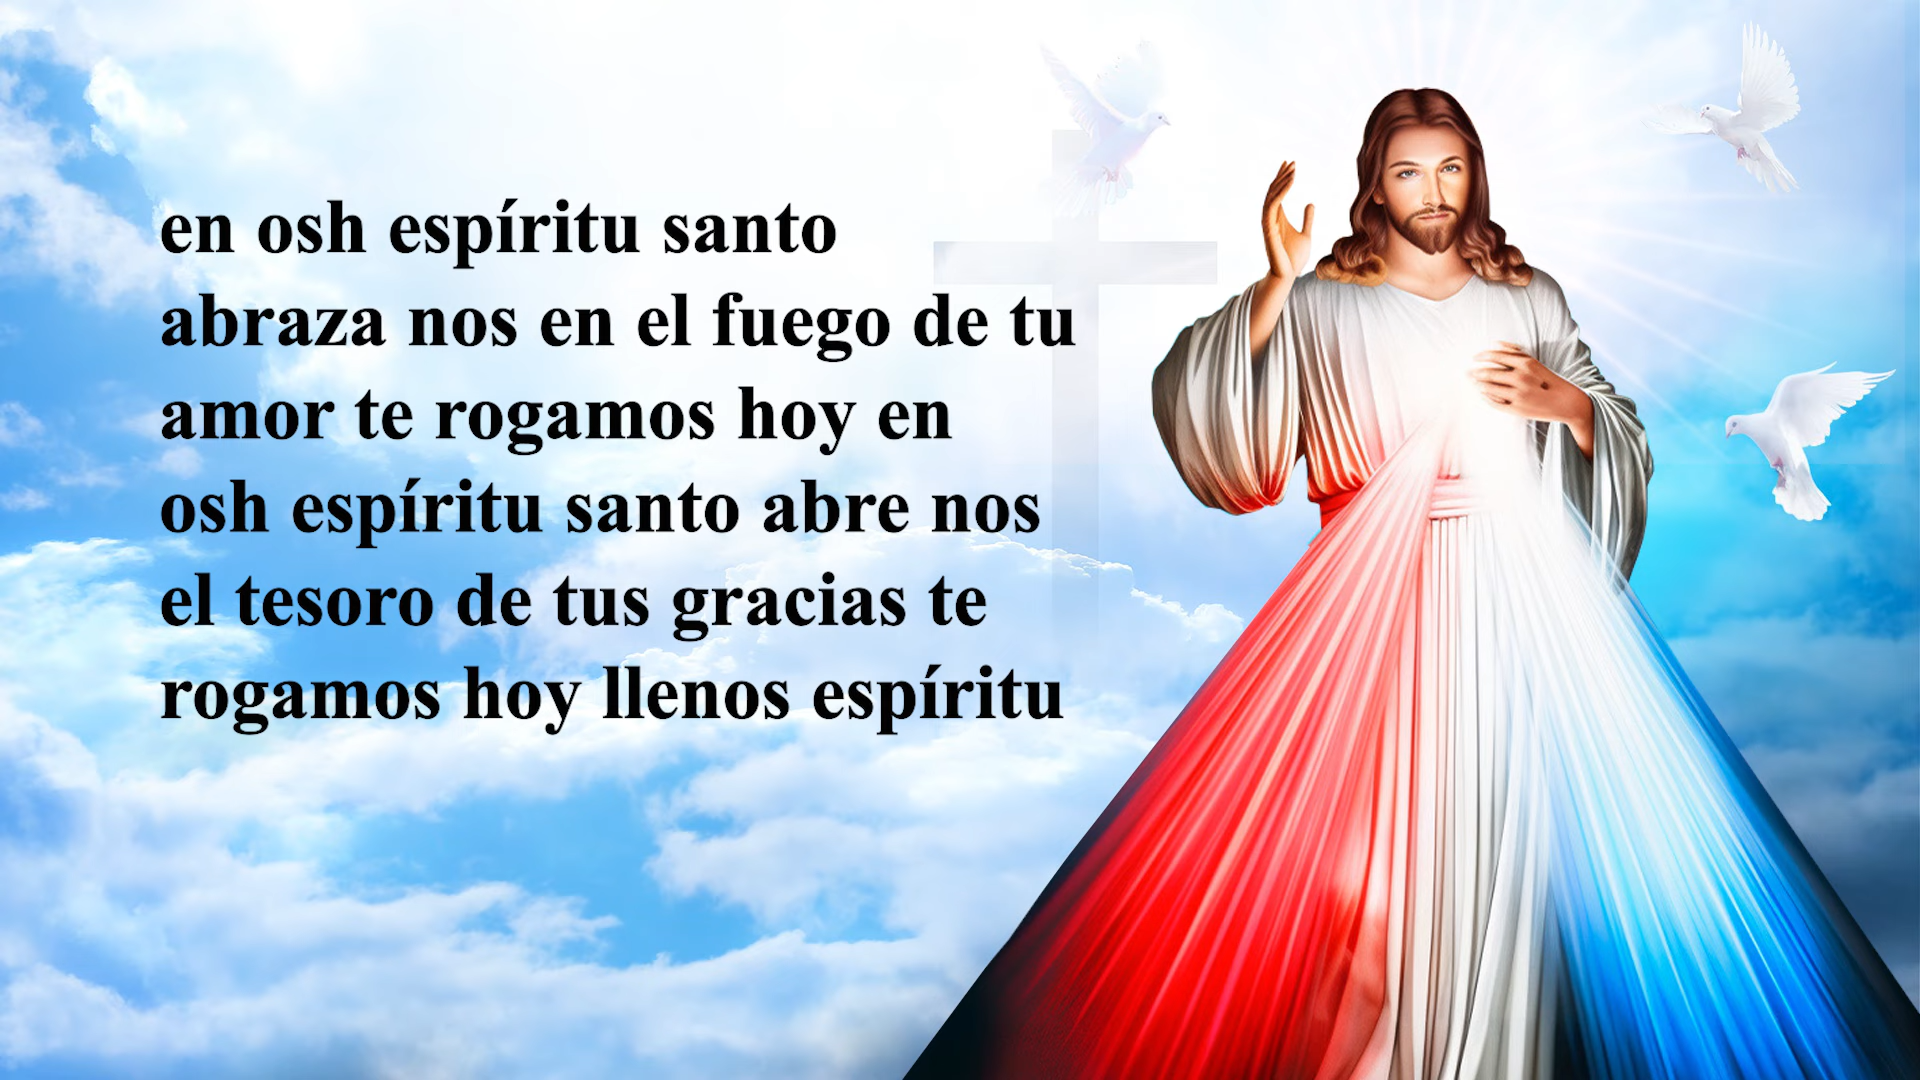 en osh espíritu santo
abraza nos en el fuego de tu
amor te rogamos hoy en
osh espíritu santo abre nos
el tesoro de tus gracias te
rogamos hoy llenos espíritu